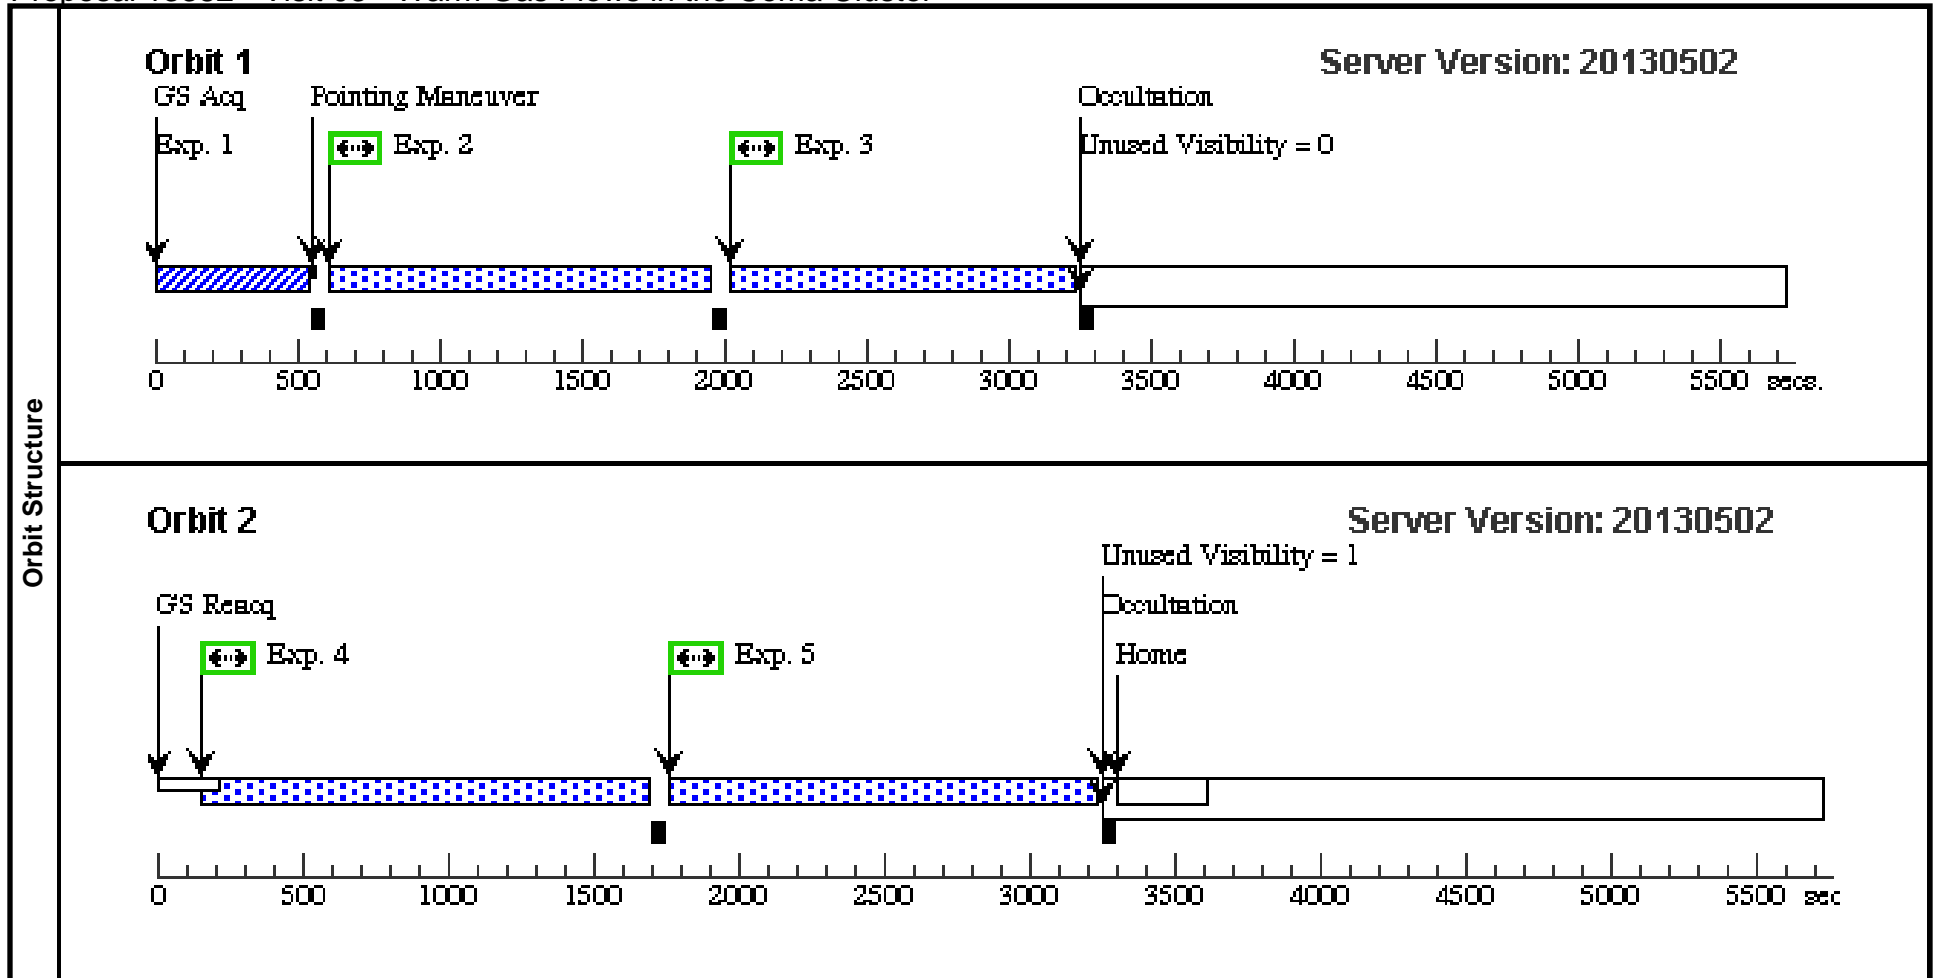 Orbit Structure
Orbit 1
Server Version: 20130502
GS Acq Pointing Maneuver Occultation
Exp. 1 Exp. 2 Exp. 3 Unused Visibility = 0
0 500 1000 1500 2000 2500 3000 3500 4000 4500 5000 5500 secs.
Orbit 2
Server Version: 20130502
Unused Visibility = 1
GS Reacq Occultation
Exp. 4 Exp. 5 Home
0 500 1000 1500 2000 2500 3000 3500 4000 4500 5000 5500 sec